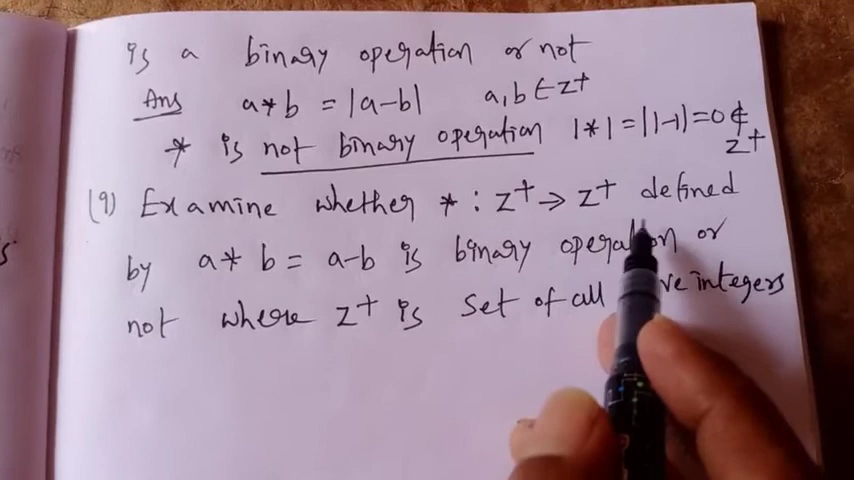 is a binary operation or not
Ans a*b = |a-b| a,b ∈ z+
* is not binary operation 1*1 = |1-1| = 0 ∉ z+
(9) Examine whether * : z+ → z+ defined
by a* b = a-b is binary operation or
not where z+ is set of all ve integers